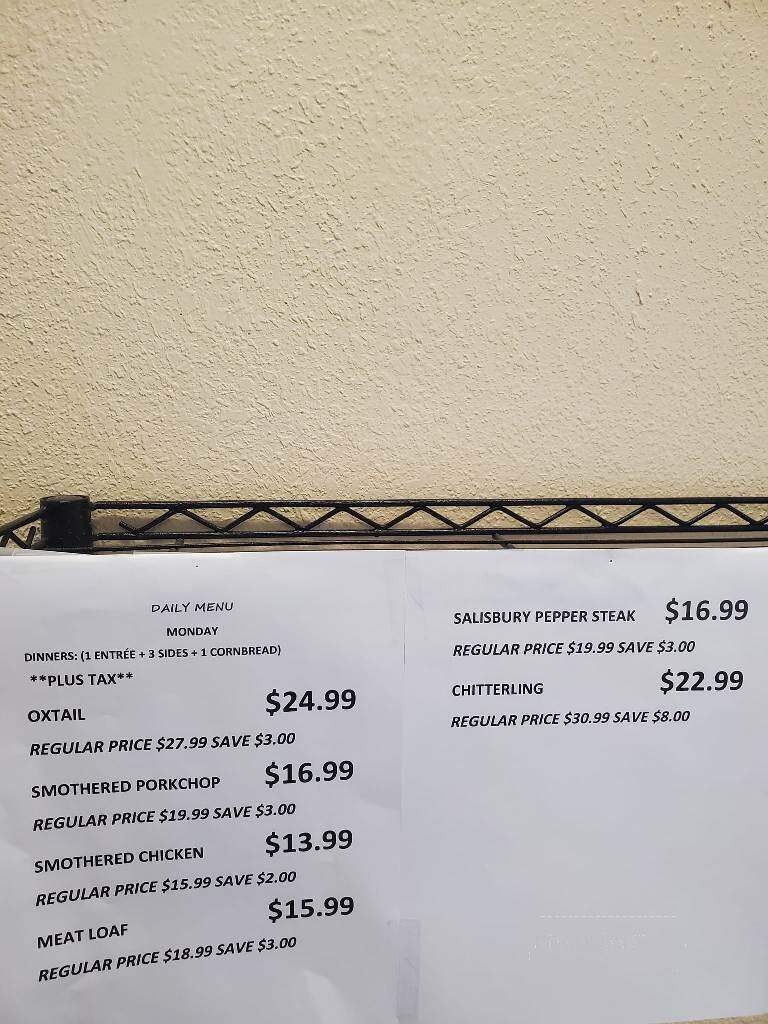 DAILY MENU
MONDAY
DINNERS: (1 ENTRÉE + 3 SIDES + 1 CORNBREAD)
**PLUS TAX**
OXTAIL $24.99
REGULAR PRICE $27.99 SAVE $3.00
SMOTHERED PORKCHOP $16.99
REGULAR PRICE $19.99 SAVE $3.00
SMOTHERED CHICKEN $13.99
REGULAR PRICE $15.99 SAVE $2.00
MEAT LOAF $15.99
REGULAR PRICE $18.99 SAVE $3.00
SALISBURY PEPPER STEAK $16.99
REGULAR PRICE $19.99 SAVE $3.00
CHITTERLING $22.99
REGULAR PRICE $30.99 SAVE $8.00